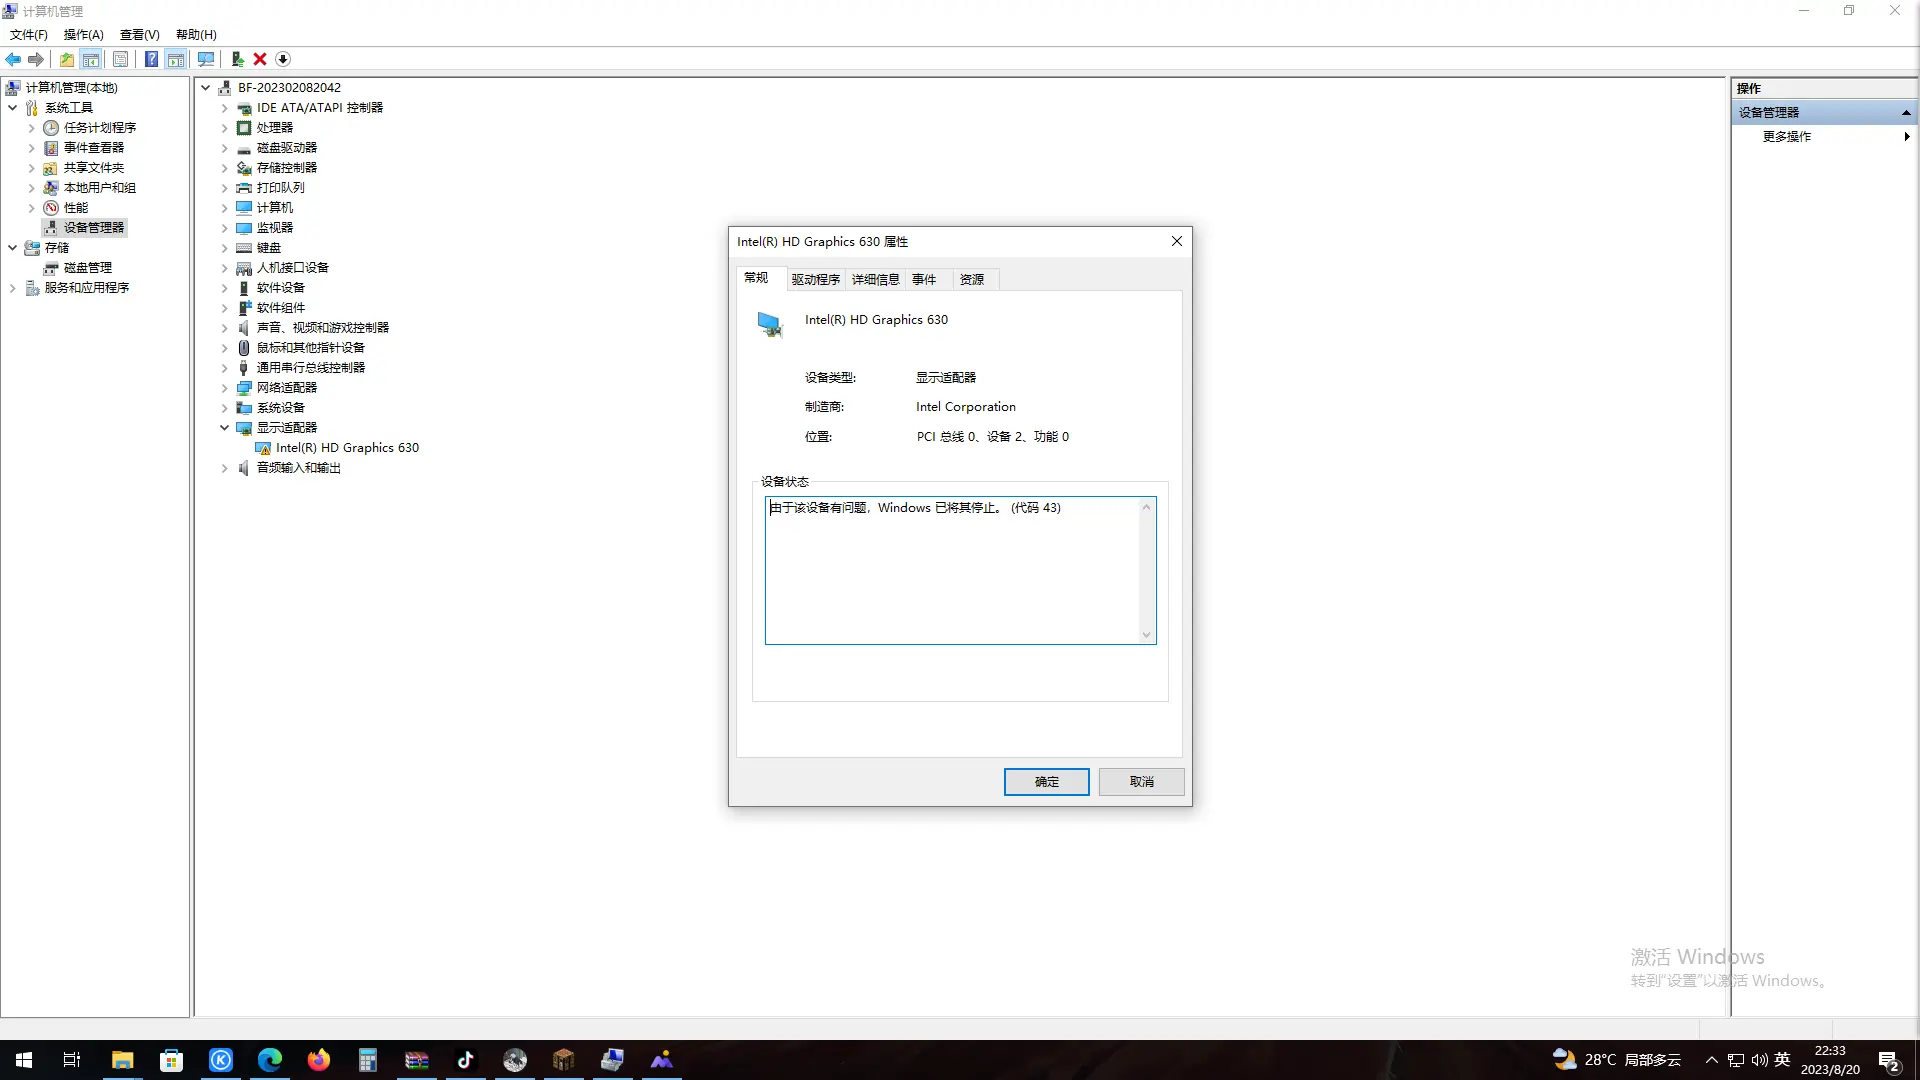 计算机管理
文件(F) 操作(A) 查看(V) 帮助(H)
计算机管理(本地)
系统工具
任务计划程序
事件查看器
共享文件夹
本地用户和组
性能
设备管理器
存储
磁盘管理
服务和应用程序
BF-202302082042
IDE ATA/ATAPI 控制器
处理器
磁盘驱动器
存储控制器
打印队列
计算机
监视器
键盘
人机接口设备
软件设备
软件组件
声音、视频和游戏控制器
鼠标和其他指针设备
通用串行总线控制器
网络适配器
系统设备
显示适配器
Intel(R) HD Graphics 630
音频输入和输出
Intel(R) HD Graphics 630 属性
常规 驱动程序 详细信息 事件 资源
Intel(R) HD Graphics 630
设备类型: 显示适配器
制造商: Intel Corporation
位置: PCI 总线 0、设备 2、功能 0
设备状态
由于该设备有问题，Windows 已将其停止。 (代码 43)
确定 取消
操作
设备管理器
更多操作
激活 Windows
转到"设置"以激活 Windows。
28°C 局部多云 英 22:33
2023/8/20
2